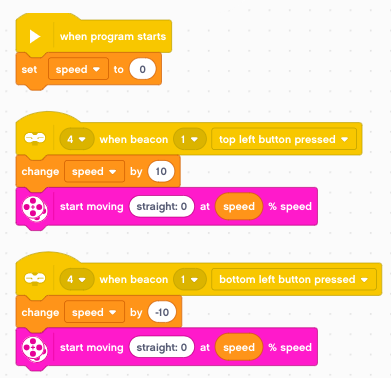 when program starts
set speed to 0
4 when beacon 1 top left button pressed
change speed by 10
start moving straight: 0 at speed % speed
4 when beacon 1 bottom left button pressed
change speed by -10
start moving straight: 0 at speed % speed